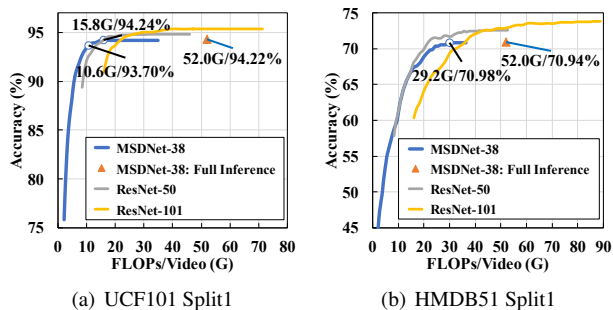 15.8G/94.24%
52.0G/94.22%
10.6G/93.70%
MSDNet-38
MSDNet-38: Full Inference
ResNet-50
ResNet-101
Accuracy (%)
100
95
90
85
80
75
0 10 20 30 40 50 60 70 80
FLOPs/Video (G)
(a) UCF101 Split1
52.0G/70.94%
29.2G/70.98%
MSDNet-38
MSDNet-38: Full Inference
ResNet-50
ResNet-101
Accuracy (%)
75
70
65
60
55
50
45
0 10 20 30 40 50 60 70 80 90
FLOPs/Video (G)
(b) HMDB51 Split1